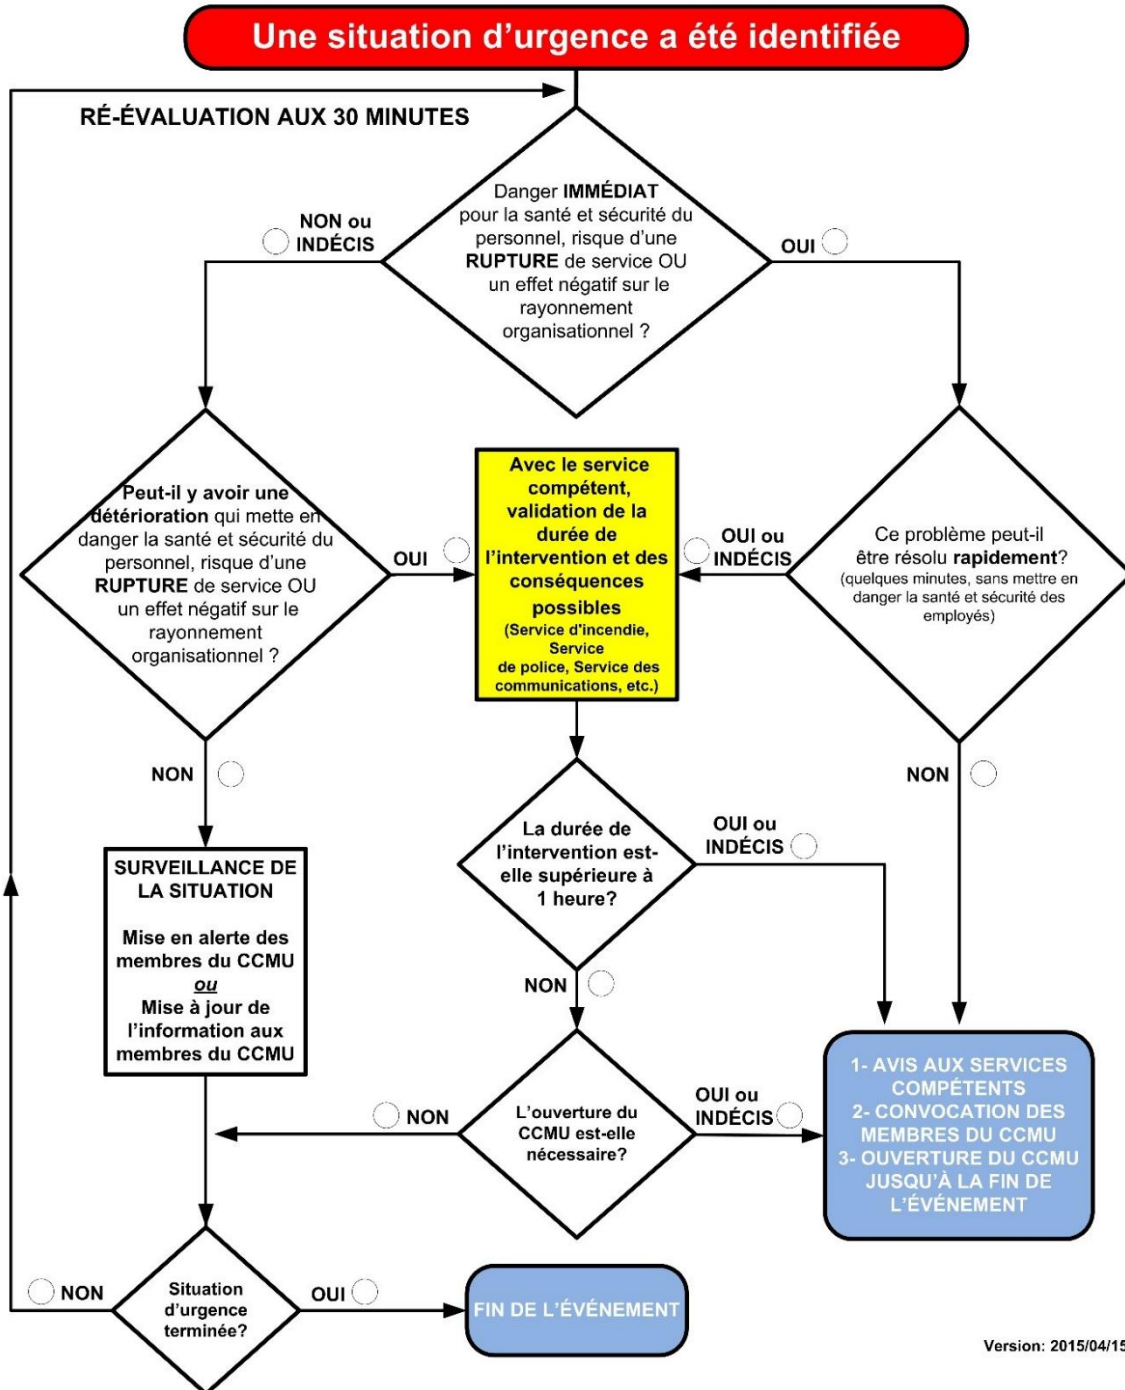 Une situation d’urgence a été identifiée
RÉ-ÉVALUATION AUX 30 MINUTES
Danger IMMÉDIAT
pour la santé et sécurité du
personnel, risque d’une
RUPTURE de service OU
un effet négatif sur le
rayonnement
organisationnel ?
NON ou
INDÉCIS
OUI
Peut-il y avoir une
détérioration qui mette en
danger la santé et sécurité du
personnel, risque d’une
RUPTURE de service OU
un effet négatif sur le
rayonnement
organisationnel ?
OUI
Avec le service
compétent,
validation de la
durée de
l’intervention et des
conséquences
possibles
(Service d'incendie,
Service
de police, Service des
communications, etc.)
OUI ou
INDÉCIS
Ce problème peut-il
être résolu rapidement?
(quelques minutes, sans mettre en
danger la santé et sécurité des
employés)
NON
NON
SURVEILLANCE DE
LA SITUATION
Mise en alerte des
membres du CCMU
ou
Mise à jour de
l’information aux
membres du CCMU
La durée de
l’intervention est-
elle supérieure à
1 heure?
OUI ou
INDÉCIS
NON
L’ouverture du
CCMU est-elle
nécessaire?
NON
OUI ou
INDÉCIS
1- AVIS AUX SERVICES
COMPÉTENTS
2- CONVOCATION DES
MEMBRES DU CCMU
3- OUVERTURE DU CCMU
JUSQU’À LA FIN DE
L’ÉVÉNEMENT
NON
Situation
d’urgence
terminée?
OUI
FIN DE L’ÉVÉNEMENT
Version: 2015/04/15